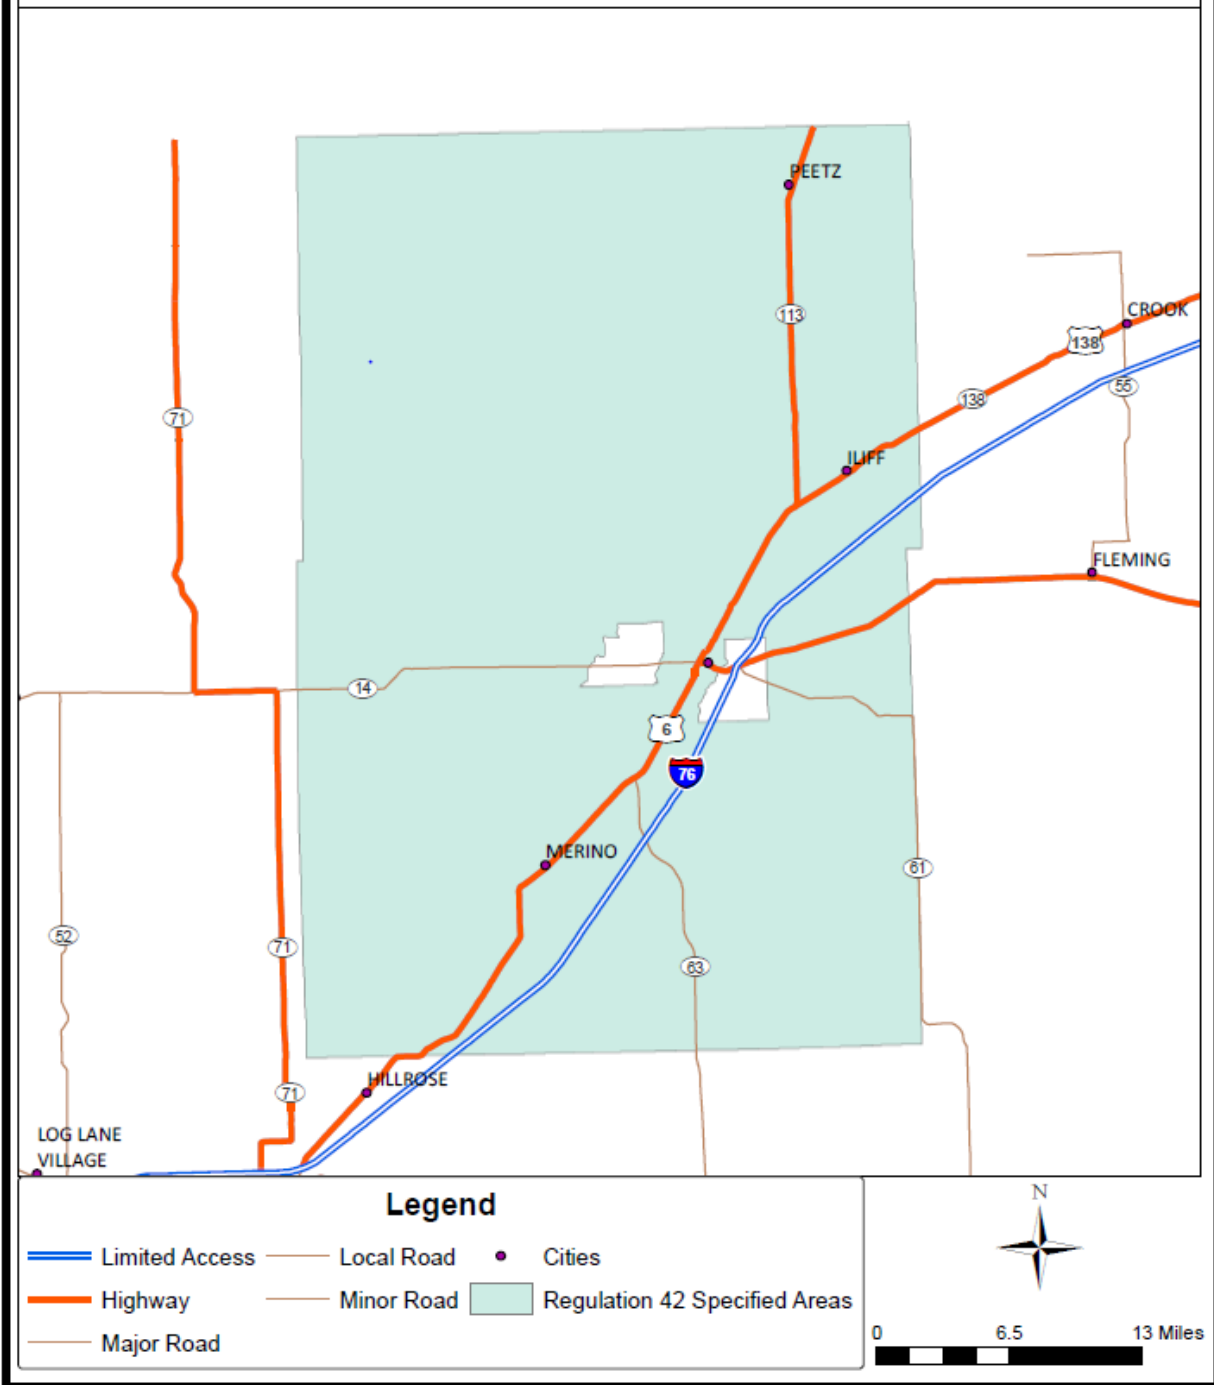 PEETZ
113
CROOK
138
55
138
71
ILIFF
FLEMING
14
6
76
MERINO
61
52
71
63
HILLROSE
71
LOG LANE
VILLAGE
Legend
Limited Access
Local Road
Cities
Highway
Minor Road
Regulation 42 Specified Areas
Major Road
N
0 6.5 13 Miles